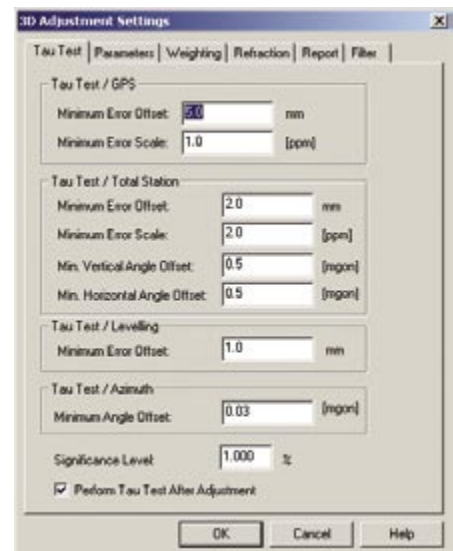 3D Adjustment Settings
Tau Test Parameters Weighting Refraction Report Filter
Tau Test / GPS
Minimum Error Offset: 5.0 mm
Minimum Error Scale: 1.0 [ppm]
Tau Test / Total Station
Minimum Error Offset: 2.0 mm
Minimum Error Scale: 2.0 [ppm]
Min. Vertical Angle Offset: 0.5 [mgon]
Min. Horizontal Angle Offset: 0.5 [mgon]
Tau Test / Levelling
Minimum Error Offset: 1.0 mm
Tau Test / Azimuth
Minimum Angle Offset: 0.03 [mgon]
Significance Level: 1.000 %
Perform Tau Test After Adjustment
OK Cancel Help